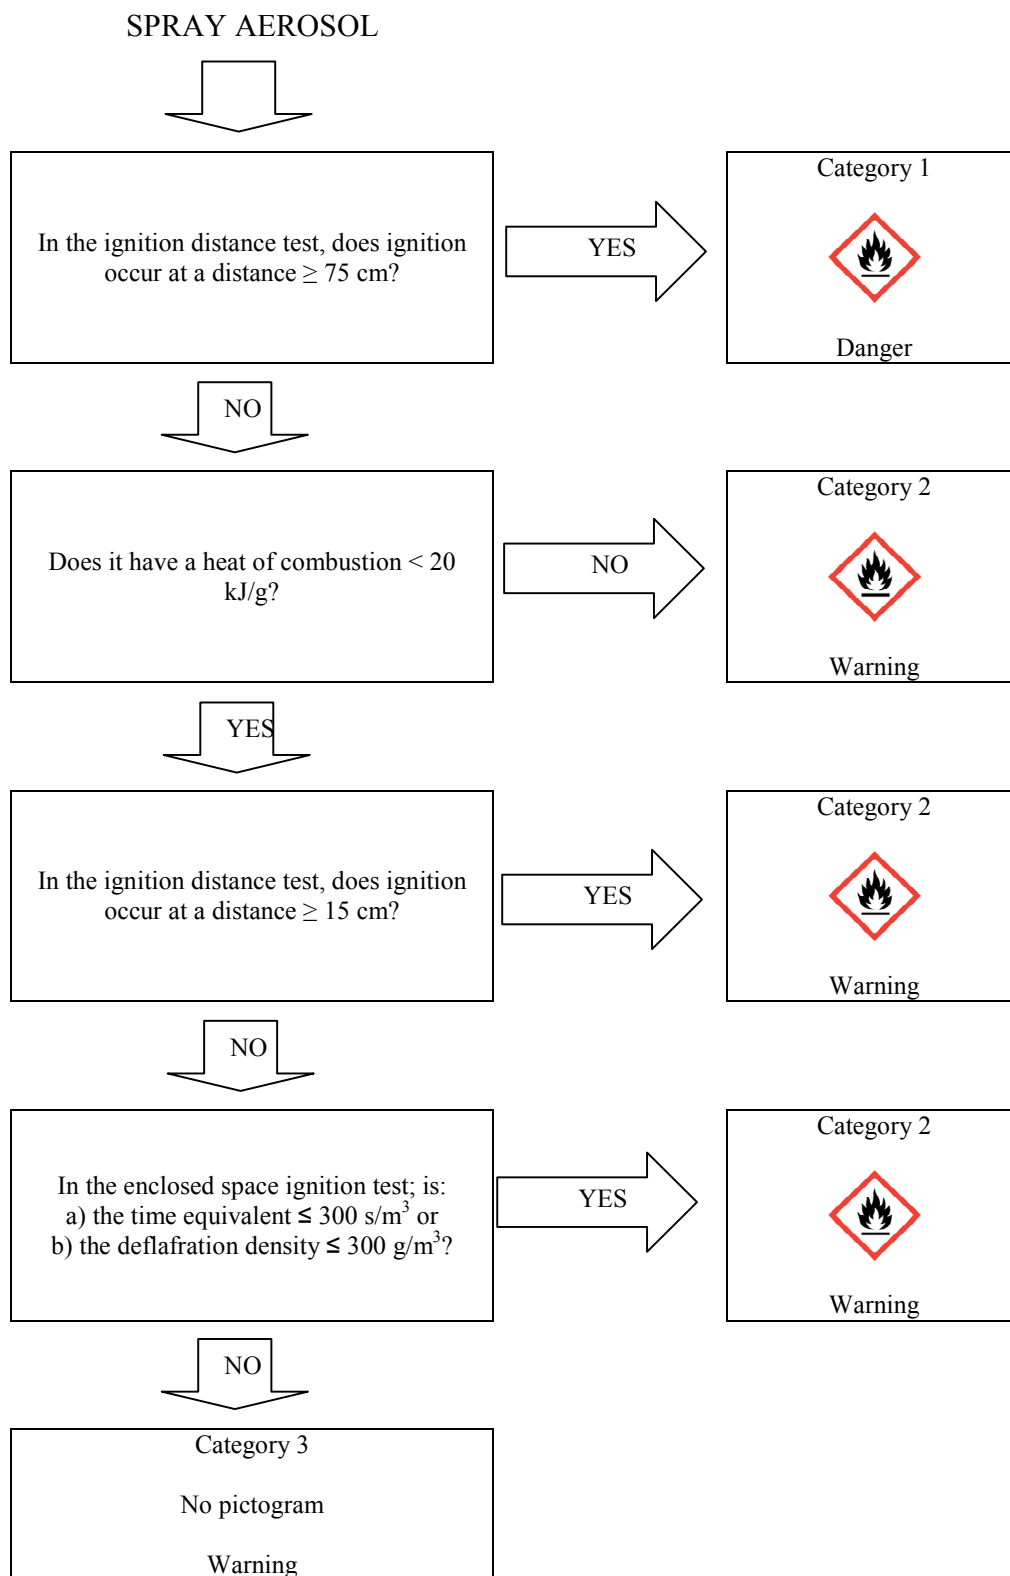 SPRAY AEROSOL
In the ignition distance test, does ignition
occur at a distance ≥ 75 cm?
YES
Category 1
Danger
NO
Does it have a heat of combustion < 20
kJ/g?
NO
Category 2
Warning
YES
In the ignition distance test, does ignition
occur at a distance ≥ 15 cm?
YES
Category 2
Warning
NO
In the enclosed space ignition test; is:
a) the time equivalent ≤ 300 s/m³ or
b) the deflafration density ≤ 300 g/m³?
YES
Category 2
Warning
NO
Category 3
No pictogram
Warning